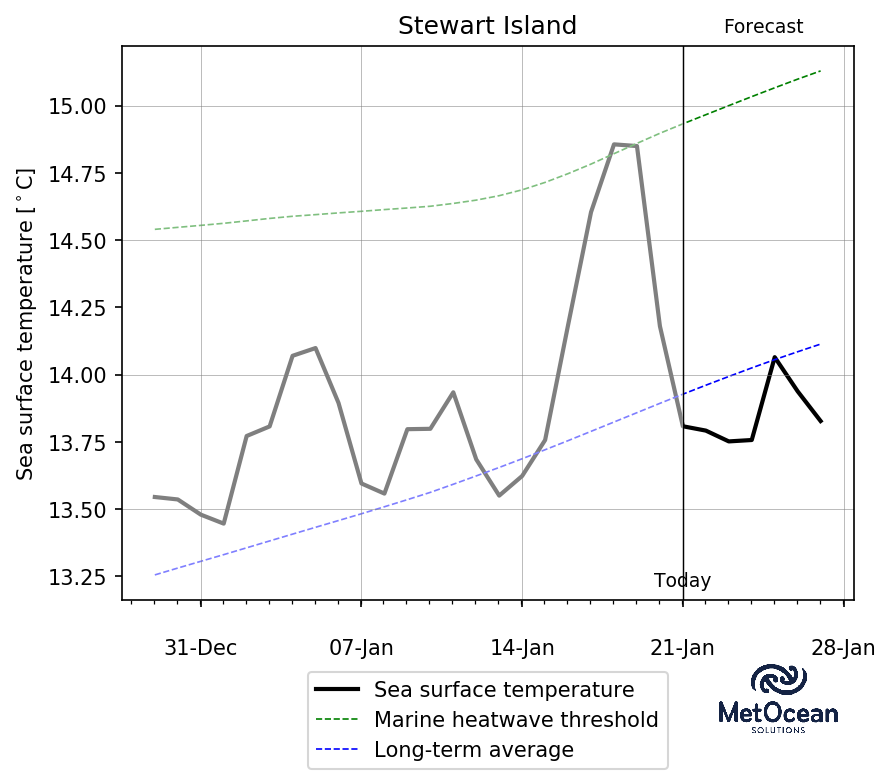 Stewart Island
Forecast
Sea surface temperature [°C]
15.00
14.75
14.50
14.25
14.00
13.75
13.50
13.25
Today
31-Dec
07-Jan
14-Jan
21-Jan
28-Jan
Sea surface temperature
Marine heatwave threshold
Long-term average
MetOcean
SOLUTIONS